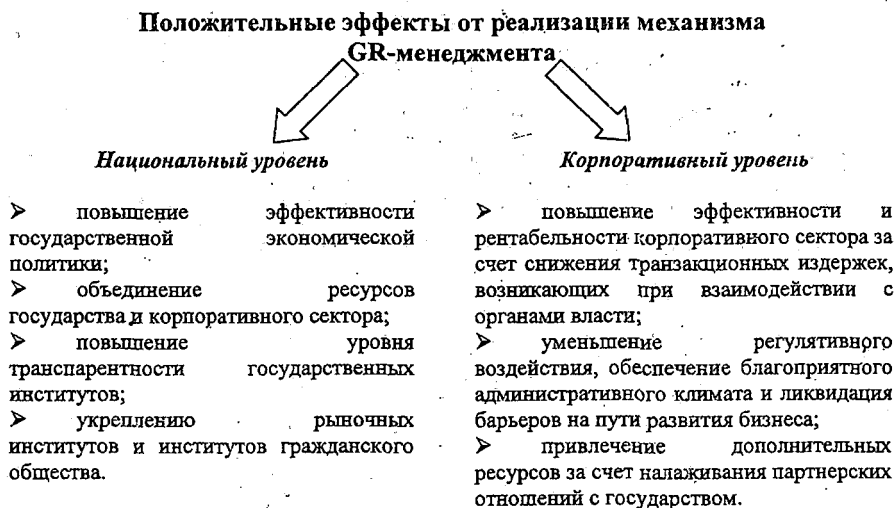 Положительные эффекты от реализации механизма
GR-менеджмента
Национальный уровень
➢ повышение эффективности
государственной экономической
политики;
➢ объединение ресурсов
государства и корпоративного сектора;
➢ повышение уровня
транспарентности государственных
институтов;
➢ укреплению рыночных
институтов и институтов гражданского
общества.
Корпоративный уровень
➢ повышение эффективности и
рентабельности корпоративного сектора за
счет снижения транзакционных издержек,
возникающих при взаимодействии с
органами власти;
➢ уменьшение регулятивного
воздействия, обеспечение благоприятного
административного климата и ликвидация
барьеров на пути развития бизнеса;
➢ привлечение дополнительных
ресурсов за счет налаживания партнерских
отношений с государством.